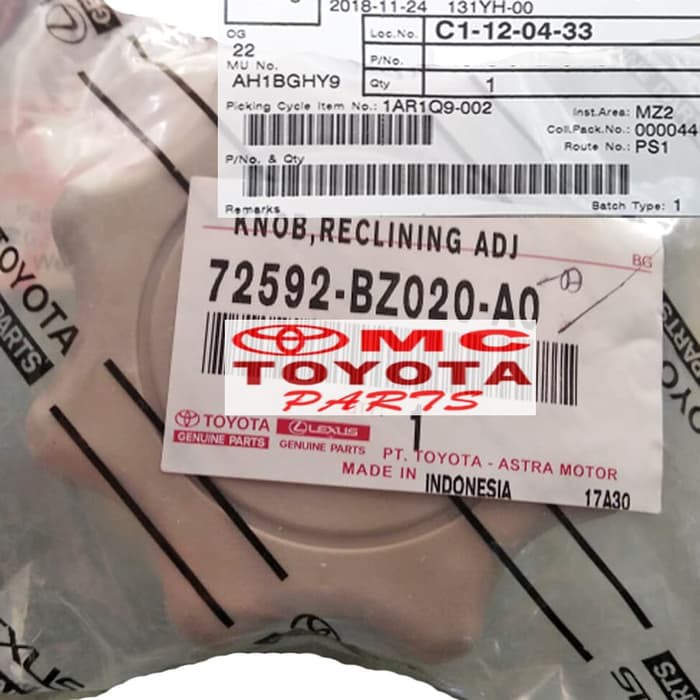 2018-11-24 131YH-00
CG
22
MU No.
AH1BGHY9
Loc.No. C1-12-04-33
P/No.
Qty 1
Picking Cycle Item No.: 1AR1Q9-002
Inst.Area: MZ2
Coll.Pack.No.: 000044
Route No.: PS1
P/No. & Qty
Remarks
Batch Type: 1
KNOB,RECLINING ADJ
BG
72592-BZ020-A0
MC
TOYOTA
PARTS
1
TOYOTA
GENUINE PARTS
LEXUS
GENUINE PARTS
PT. TOYOTA - ASTRA MOTOR
MADE IN INDONESIA
17A30
TOYOTA
PARTS